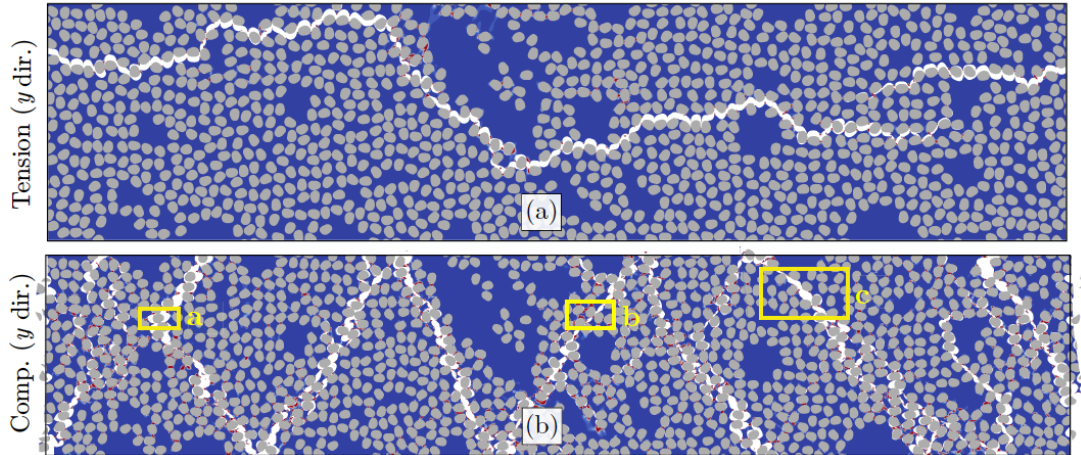 Tension (y dir.)
(a)
Comp. (y dir.)
a
b
c
(b)